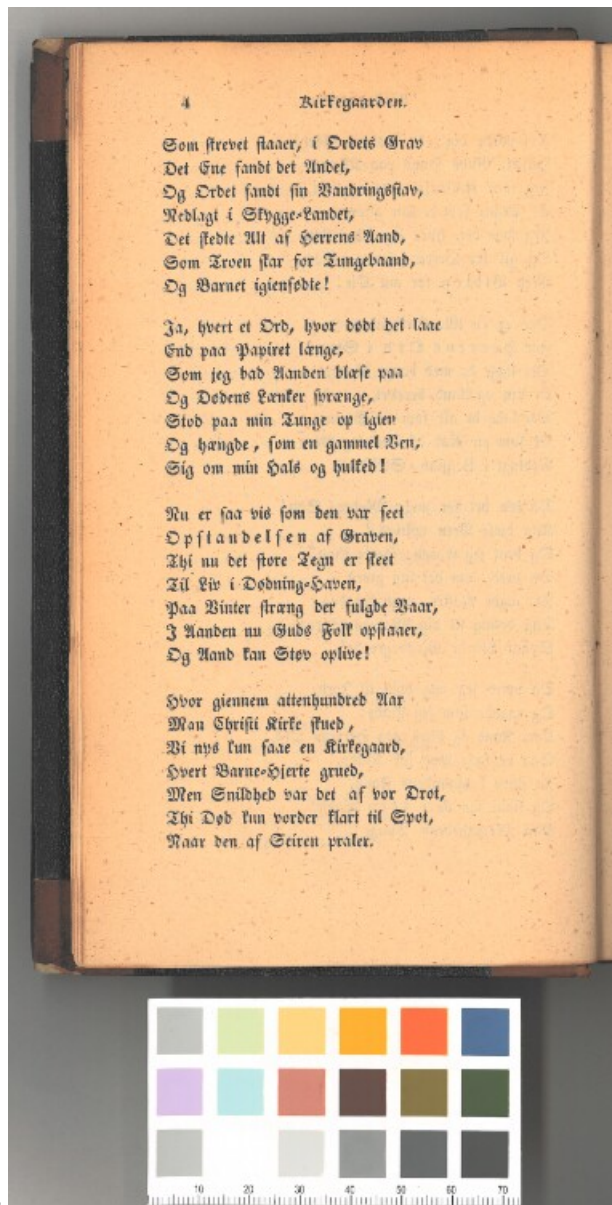 4 Kirkegaarden.
Som skrevet staaer, i Ordets Grav
Det Ene fandt det Andet,
Og Ordet fandt sin Vandringsstav,
Nedlagt i Skygge-Landet,
Det skedte Alt af Herrens Aand,
Som Troen skar for Tungebaand,
Og Barnet igienfødte!
Ja, hvert et Ord, hvor dødt det laae
End paa Papiret længe,
Som jeg bad Aanden blæse paa
Og Dødens Lænker sprænge,
Stod paa min Tunge op igien
Og hængde, som en gammel Ven,
Sig om min Hals og hulked!
Nu er saa vis som den var seet
Opstandelsen af Graven,
Thi nu det store Tegn er skeet
Til Liv i Dødning-Haven,
Paa Vinter stræng der fulgde Vaar,
I Aanden nu Guds Folk opstaaer,
Og Aand kan Støv oplive!
Hvor giennem attenhundred Aar
Man Christi Kirke skued,
Vi nys kun saae en Kirkegaard,
Hvert Barne-Hjerte grued,
Men Snildhed var det af vor Drot,
Thi Død kun vorder klart til Spot,
Naar den af Seiren praler.
10 20 30 40 50 60 70